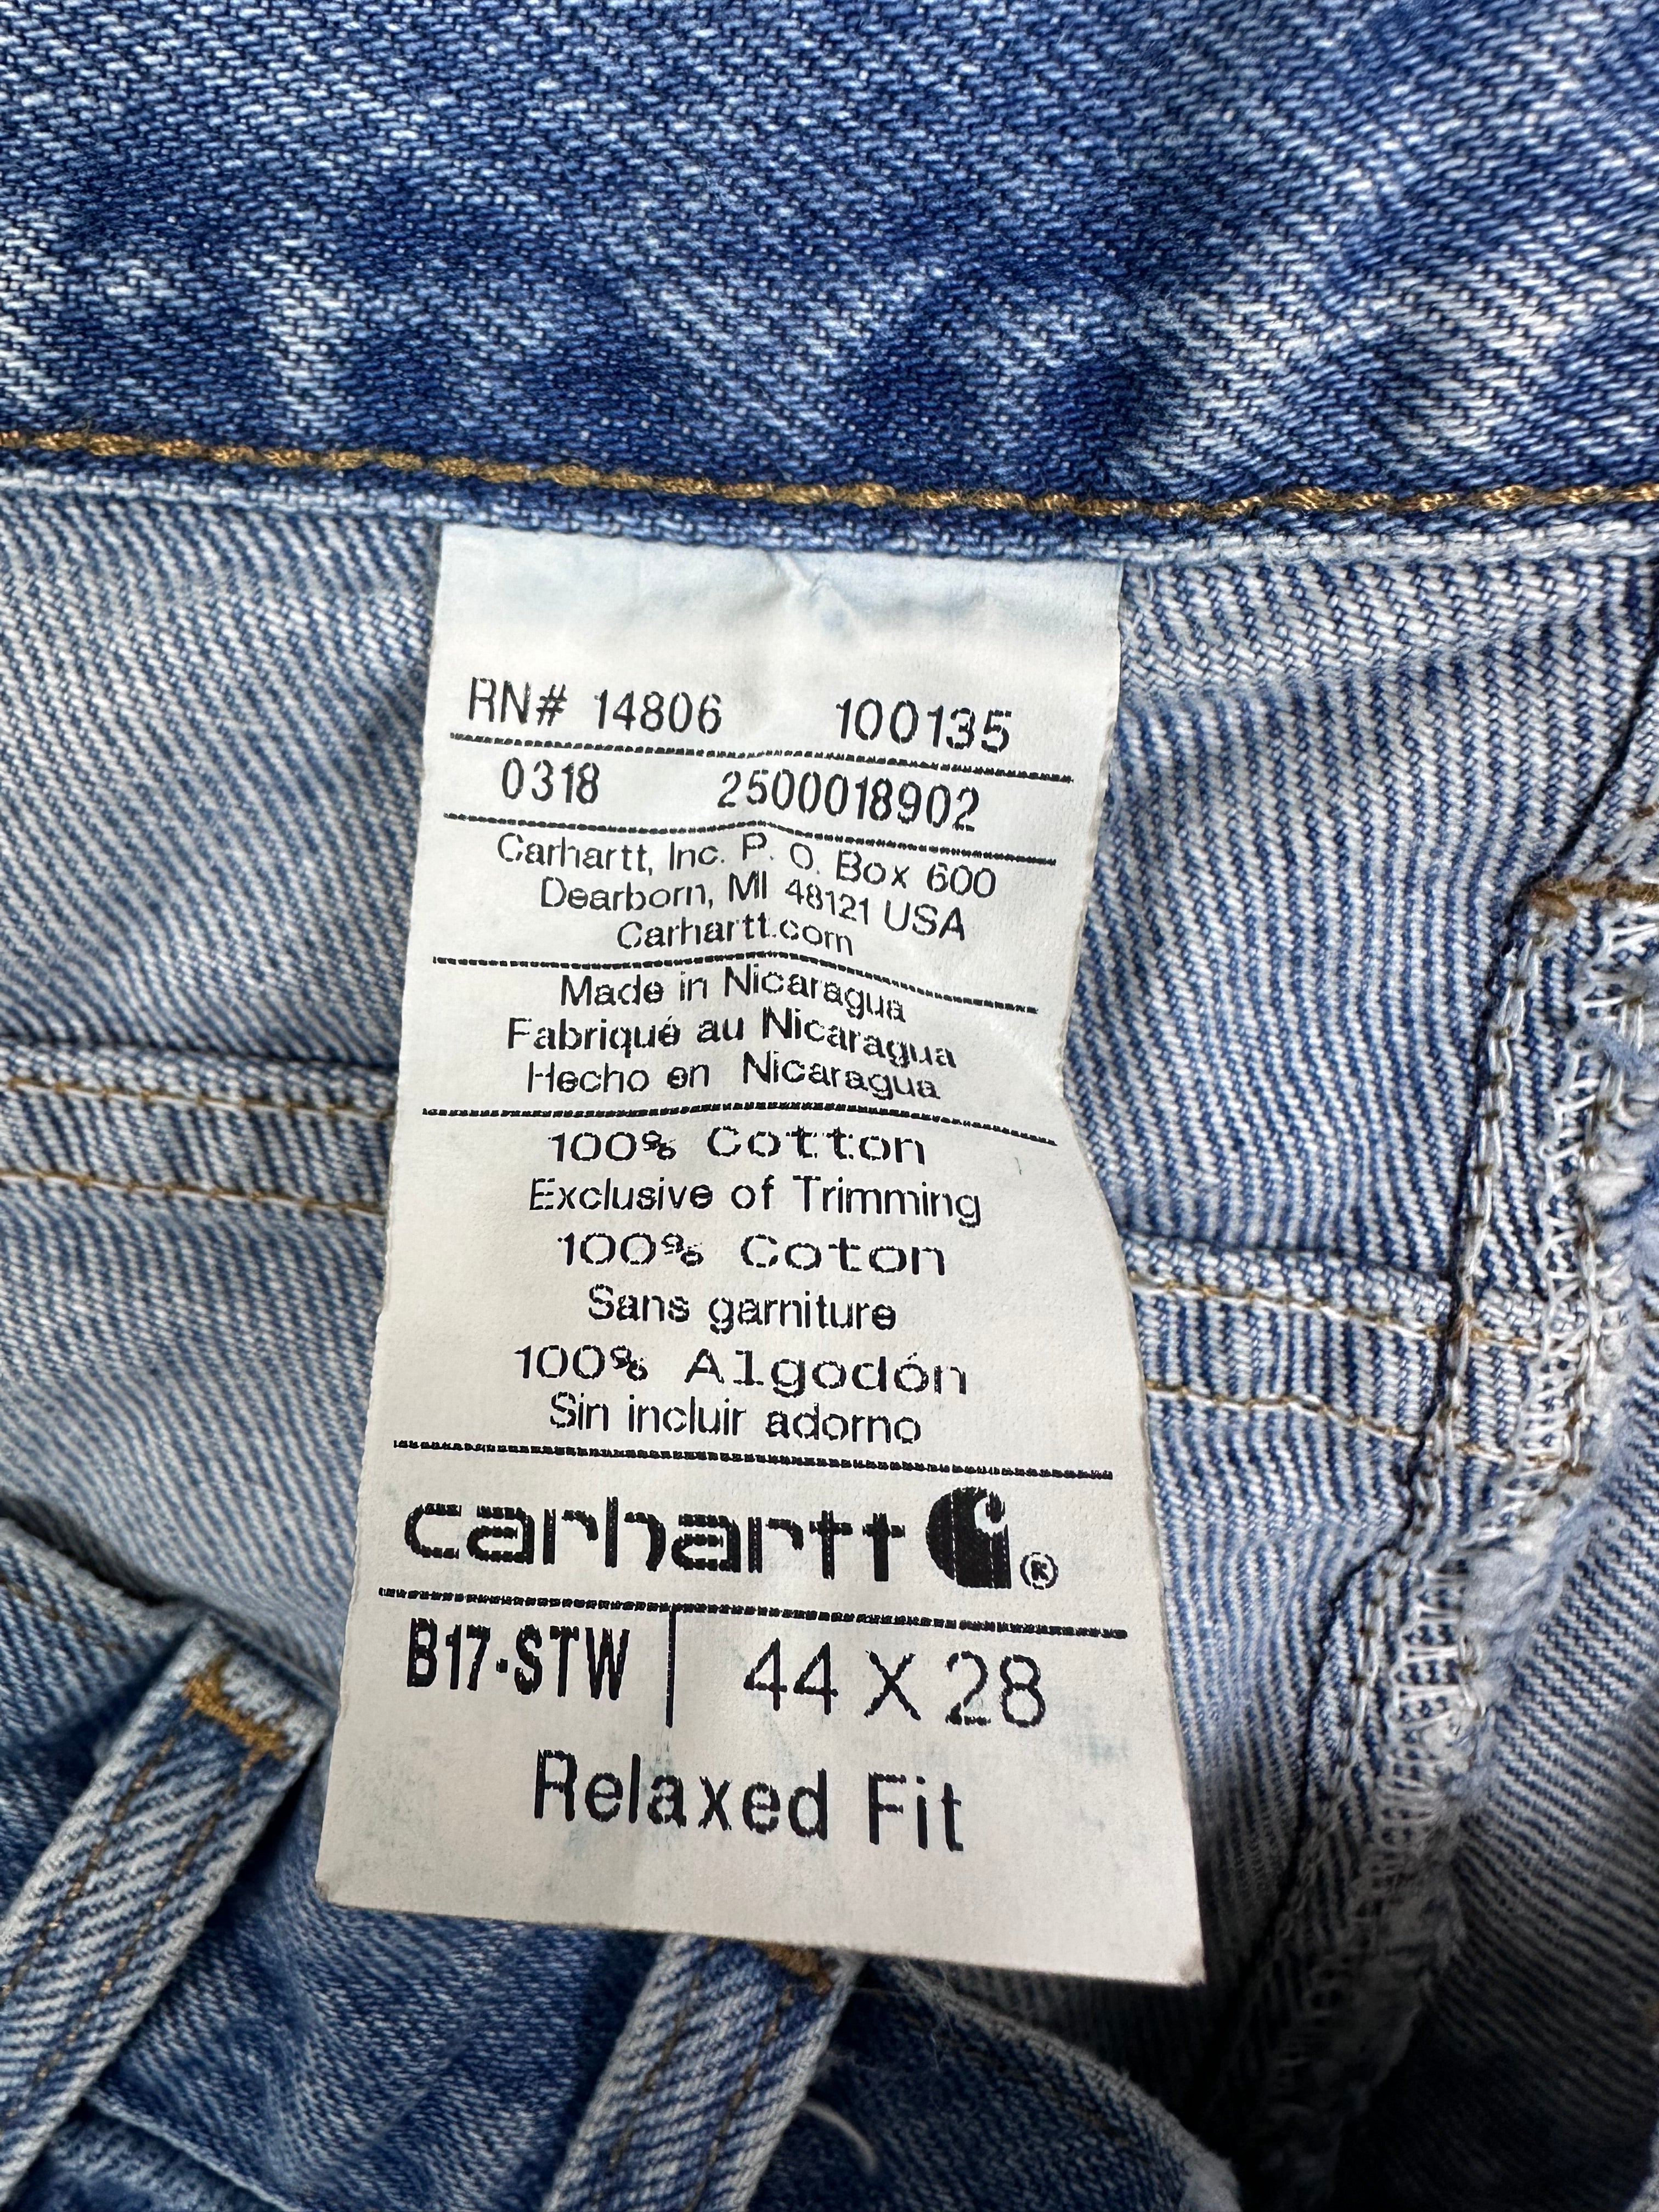 RN# 14806 100135
0318 2500018902
Carhartt, Inc. P. O. Box 600
Dearborn, MI 48121 USA
Carhartt.com
Made in Nicaragua
Fabriqué au Nicaragua
Hecho en Nicaragua
100% Cotton
Exclusive of Trimming
100% Coton
Sans garniture
100% Algodón
Sin incluir adorno
carhartt ®
B17-STW | 44 X 28
Relaxed Fit